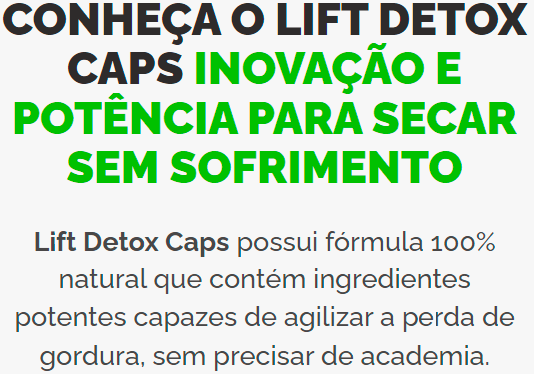 CONHEÇA O LIFT DETOX
CAPS INOVAÇÃO E
POTÊNCIA PARA SECAR
SEM SOFRIMENTO
Lift Detox Caps possui fórmula 100%
natural que contém ingredientes
potentes capazes de agilizar a perda de
gordura, sem precisar de academia.